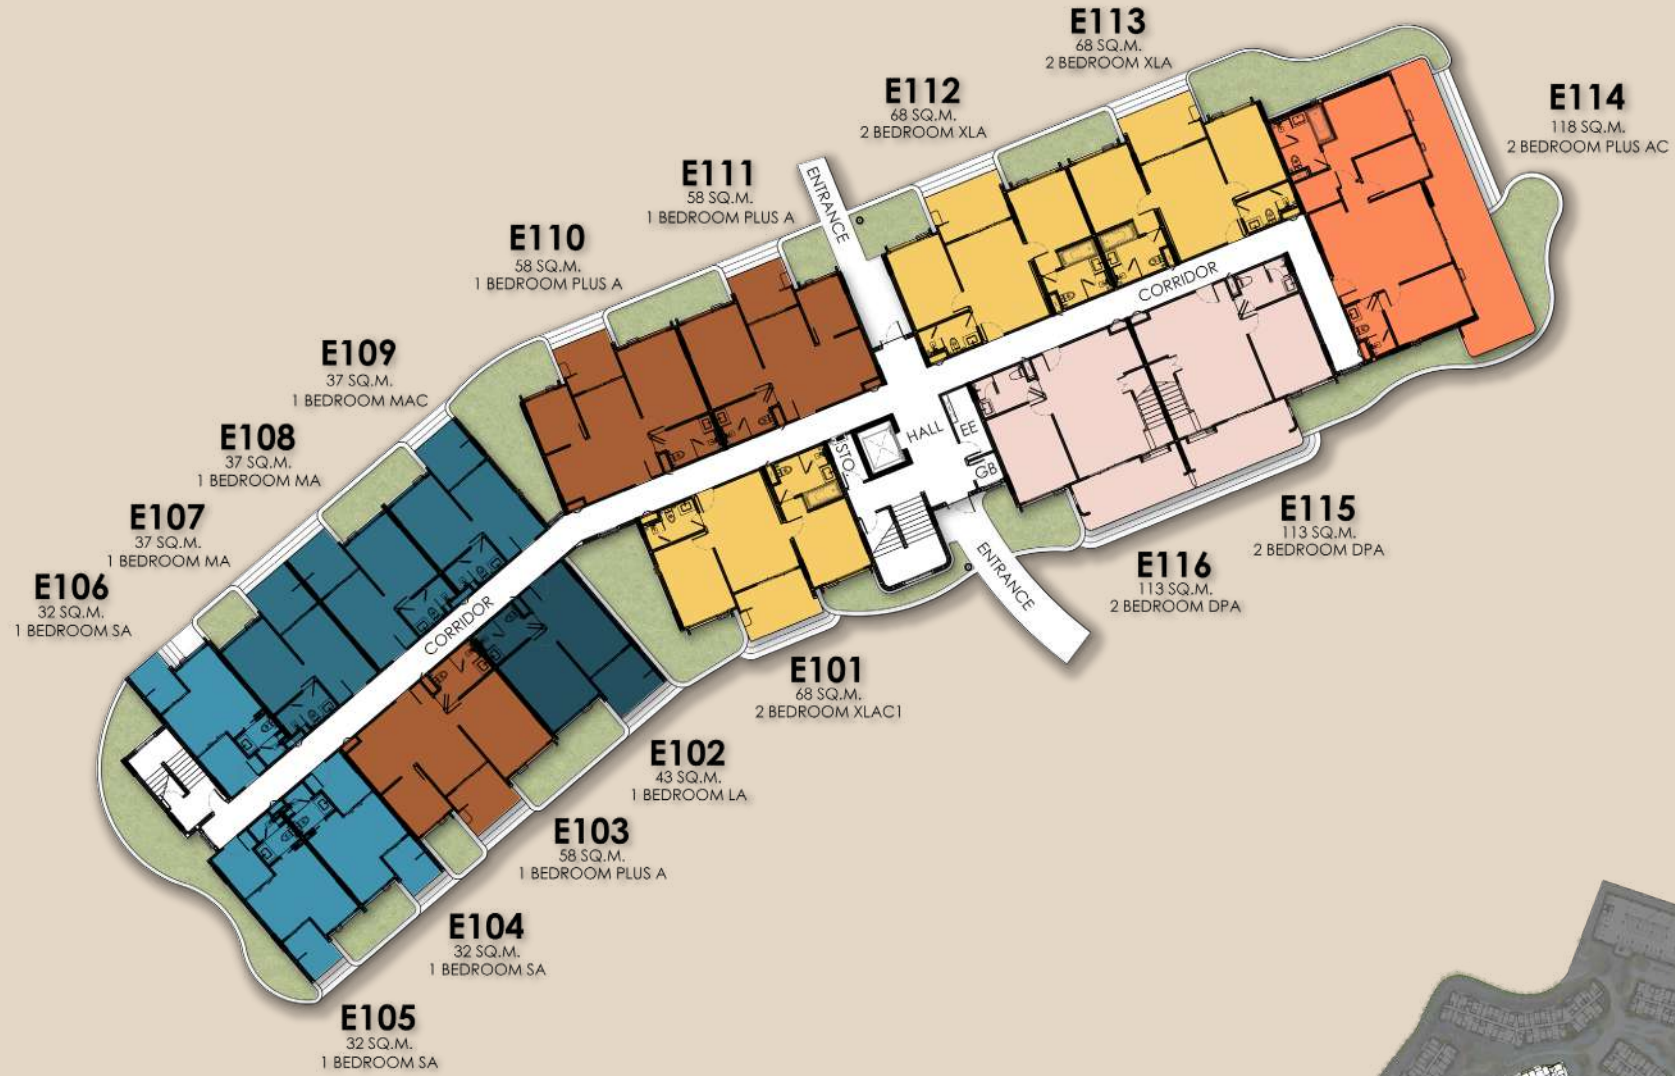 E113
68 SQ.M.
2 BEDROOM XLA
E112
68 SQ.M.
2 BEDROOM XLA
E114
118 SQ.M.
2 BEDROOM PLUS AC
E111
58 SQ.M.
1 BEDROOM PLUS A
ENTRANCE
E110
58 SQ.M.
1 BEDROOM PLUS A
CORRIDOR
E109
37 SQ.M.
1 BEDROOM MAC
E108
37 SQ.M.
1 BEDROOM MA
HALL
EE
STO.
GB
E107
37 SQ.M.
1 BEDROOM MA
E115
113 SQ.M.
2 BEDROOM DPA
E116
113 SQ.M.
2 BEDROOM DPA
ENTRANCE
E106
32 SQ.M.
1 BEDROOM SA
CORRIDOR
E101
68 SQ.M.
2 BEDROOM XLAC1
E102
43 SQ.M.
1 BEDROOM LA
E103
58 SQ.M.
1 BEDROOM PLUS A
E104
32 SQ.M.
1 BEDROOM SA
E105
32 SQ.M.
1 BEDROOM SA